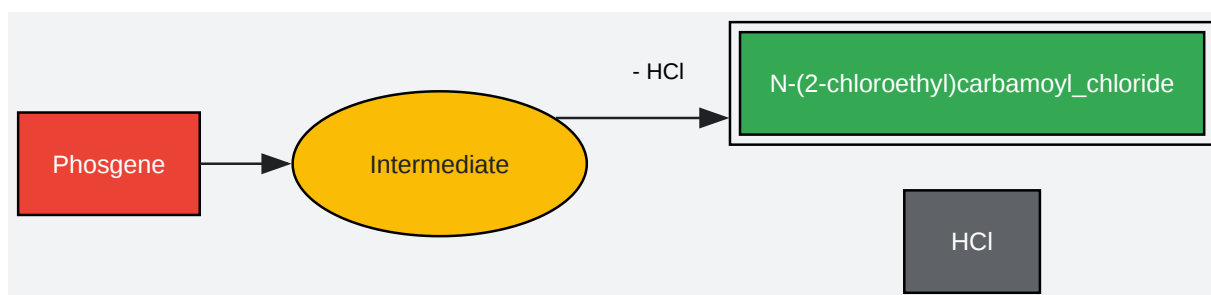 Phosgene
Intermediate
- HCl
N-(2-chloroethyl)carbamoyl_chloride
HCl